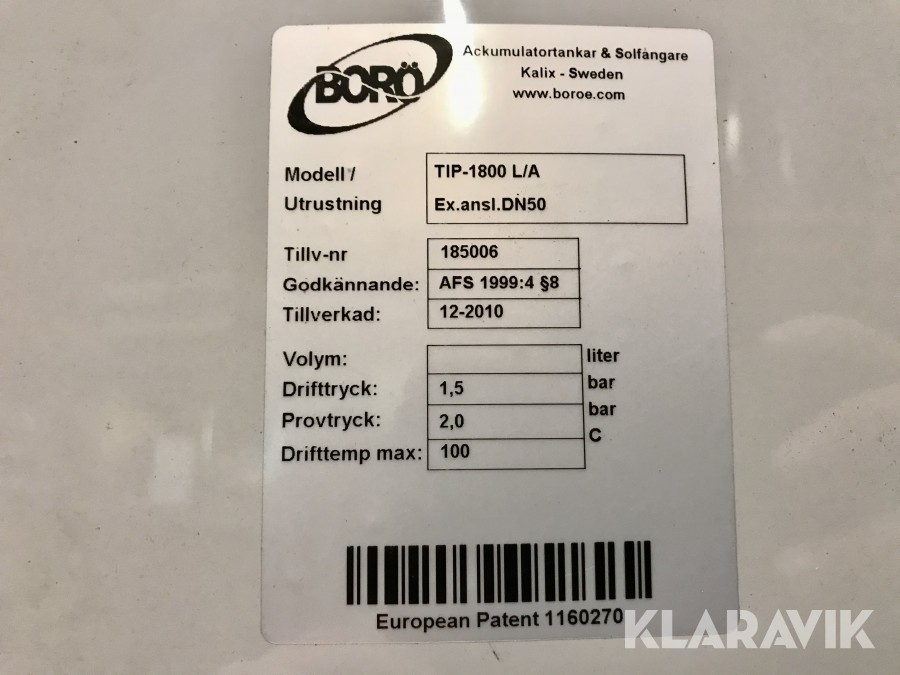 BORÖ
Ackumulatortankar & Solfångare
Kalix - Sweden
www.boroe.com
Modell / TIP-1800 L/A
Utrustning Ex.ansl.DN50
Tillv-nr 185006
Godkännande: AFS 1999:4 §8
Tillverkad: 12-2010
Volym: liter
Drifttryck: 1,5 bar
Provtryck: 2,0 bar
Drifttemp max: 100 C
European Patent 1160270
KLARAVIK